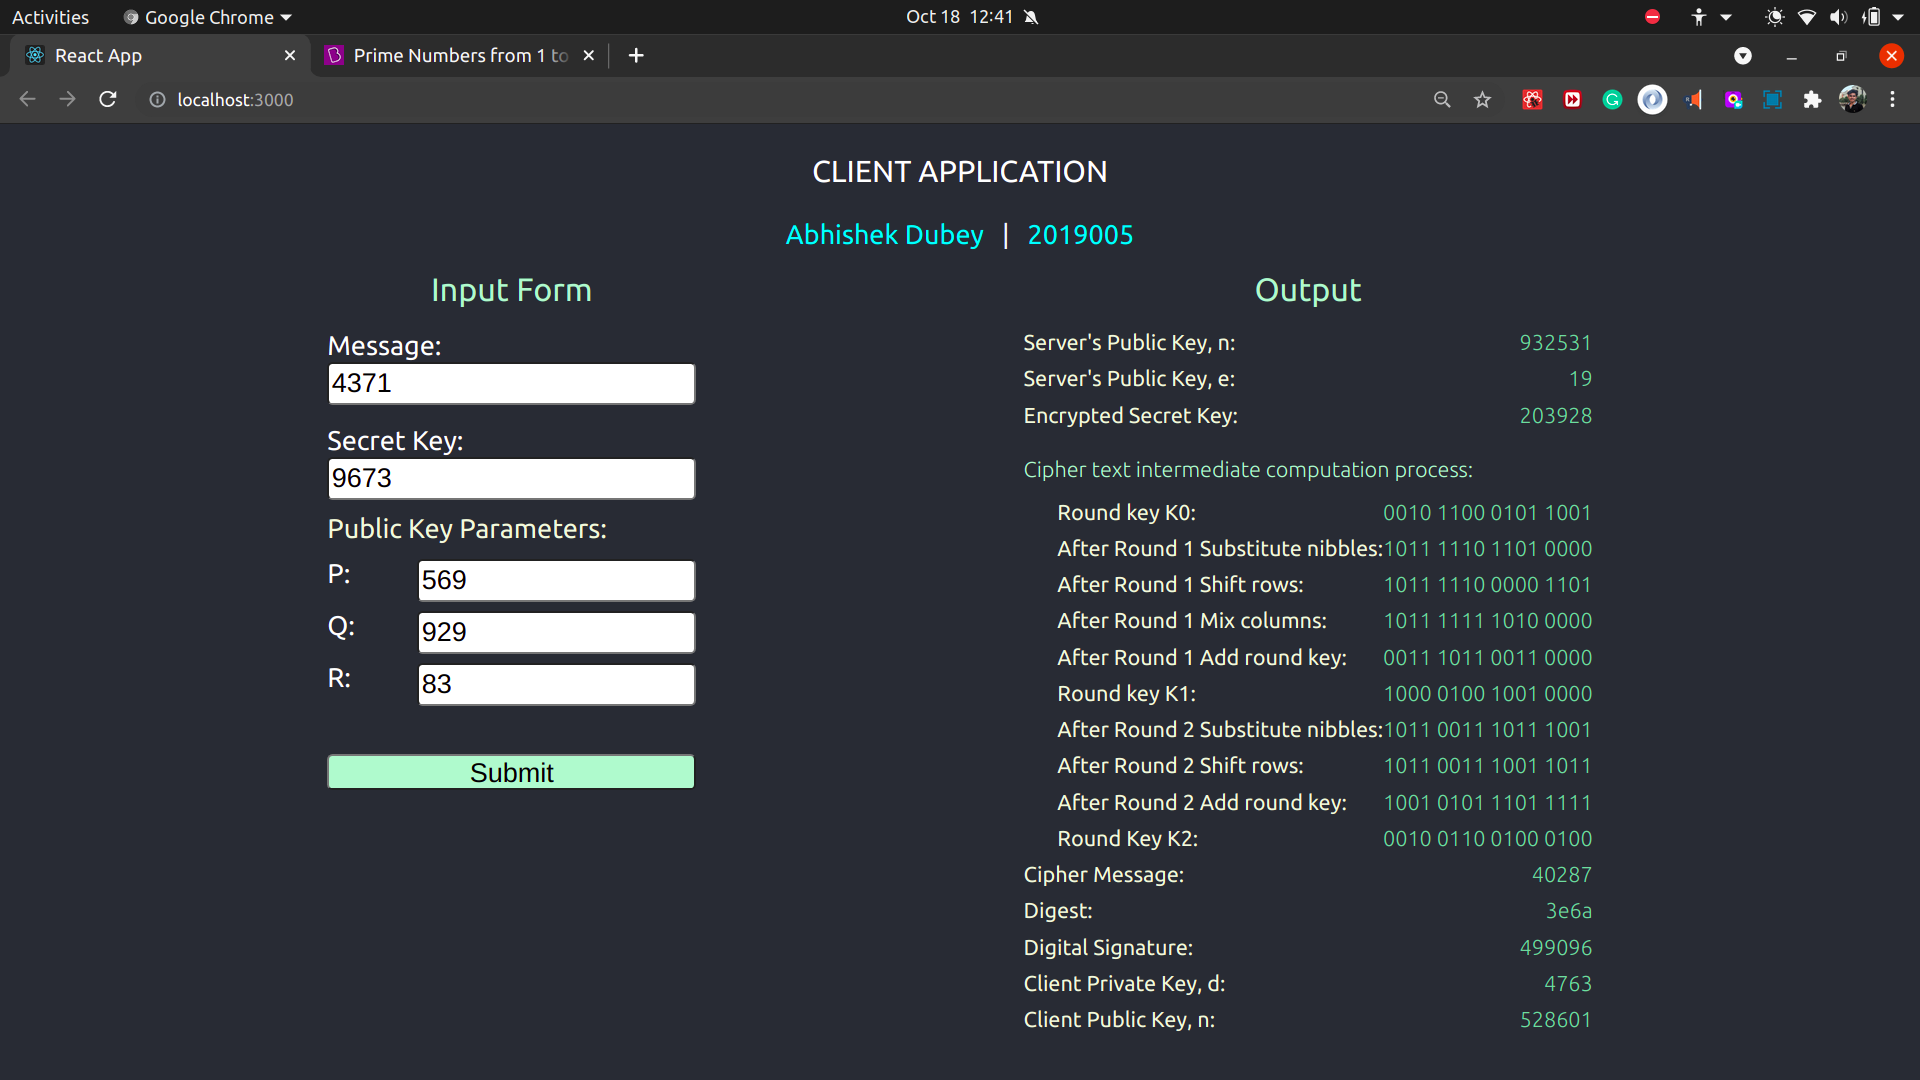 Activities Google Chrome Oct 18 12:41
React App Prime Numbers from 1 to
localhost:3000
CLIENT APPLICATION
Abhishek Dubey | 2019005
Input Form
Message:
4371
Secret Key:
9673
Public Key Parameters:
P: 569
Q: 929
R: 83
Submit
Output
Server's Public Key, n: 932531
Server's Public Key, e: 19
Encrypted Secret Key: 203928
Cipher text intermediate computation process:
Round key K0: 0010 1100 0101 1001
After Round 1 Substitute nibbles: 1011 1110 1101 0000
After Round 1 Shift rows: 1011 1110 0000 1101
After Round 1 Mix columns: 1011 1111 1010 0000
After Round 1 Add round key: 0011 1011 0011 0000
Round key K1: 1000 0100 1001 0000
After Round 2 Substitute nibbles: 1011 0011 1011 1001
After Round 2 Shift rows: 1011 0011 1001 1011
After Round 2 Add round key: 1001 0101 1101 1111
Round Key K2: 0010 0110 0100 0100
Cipher Message: 40287
Digest: 3e6a
Digital Signature: 499096
Client Private Key, d: 4763
Client Public Key, n: 528601